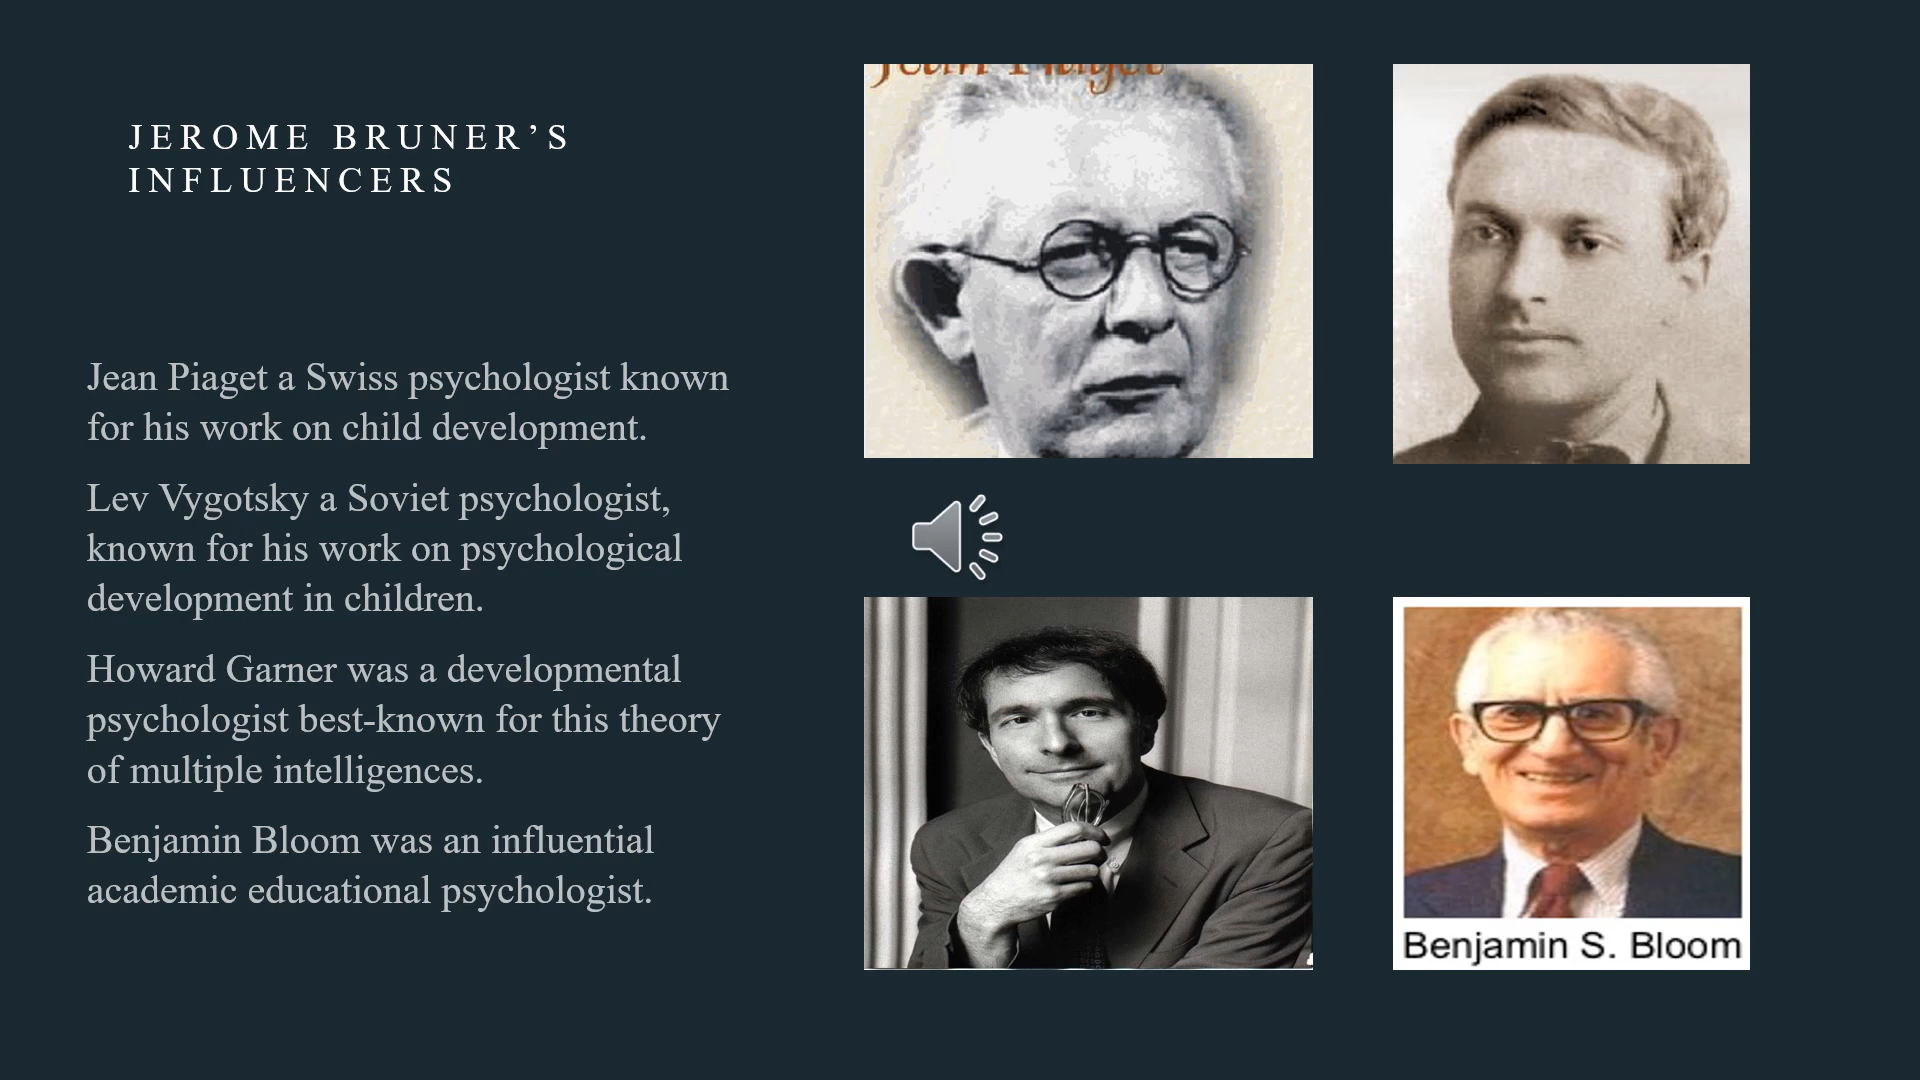 JEROME BRUNER’S
INFLUENCERS
Jean Piaget a Swiss psychologist known
for his work on child development.
Lev Vygotsky a Soviet psychologist,
known for his work on psychological
development in children.
Howard Garner was a developmental
psychologist best-known for this theory
of multiple intelligences.
Benjamin Bloom was an influential
academic educational psychologist.
Jean Piaget
Benjamin S. Bloom